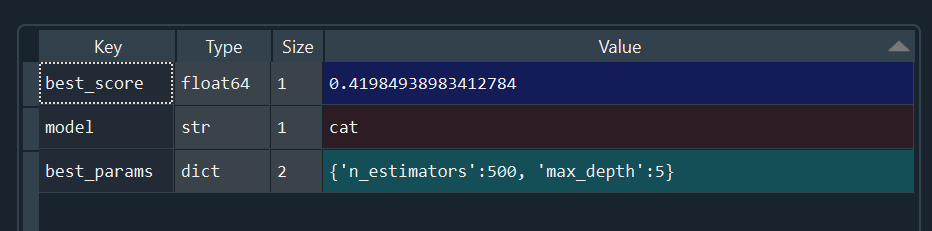 Key Type Size Value
best_score float64 1 0.41984938983412784
model str 1 cat
best_params dict 2 {'n_estimators':500, 'max_depth':5}